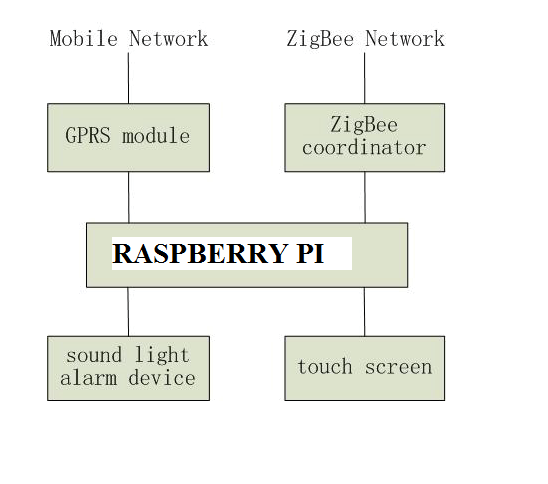 Mobile Network
ZigBee Network
GPRS module
ZigBee
coordinator
RASPBERRY PI
sound light
alarm device
touch screen